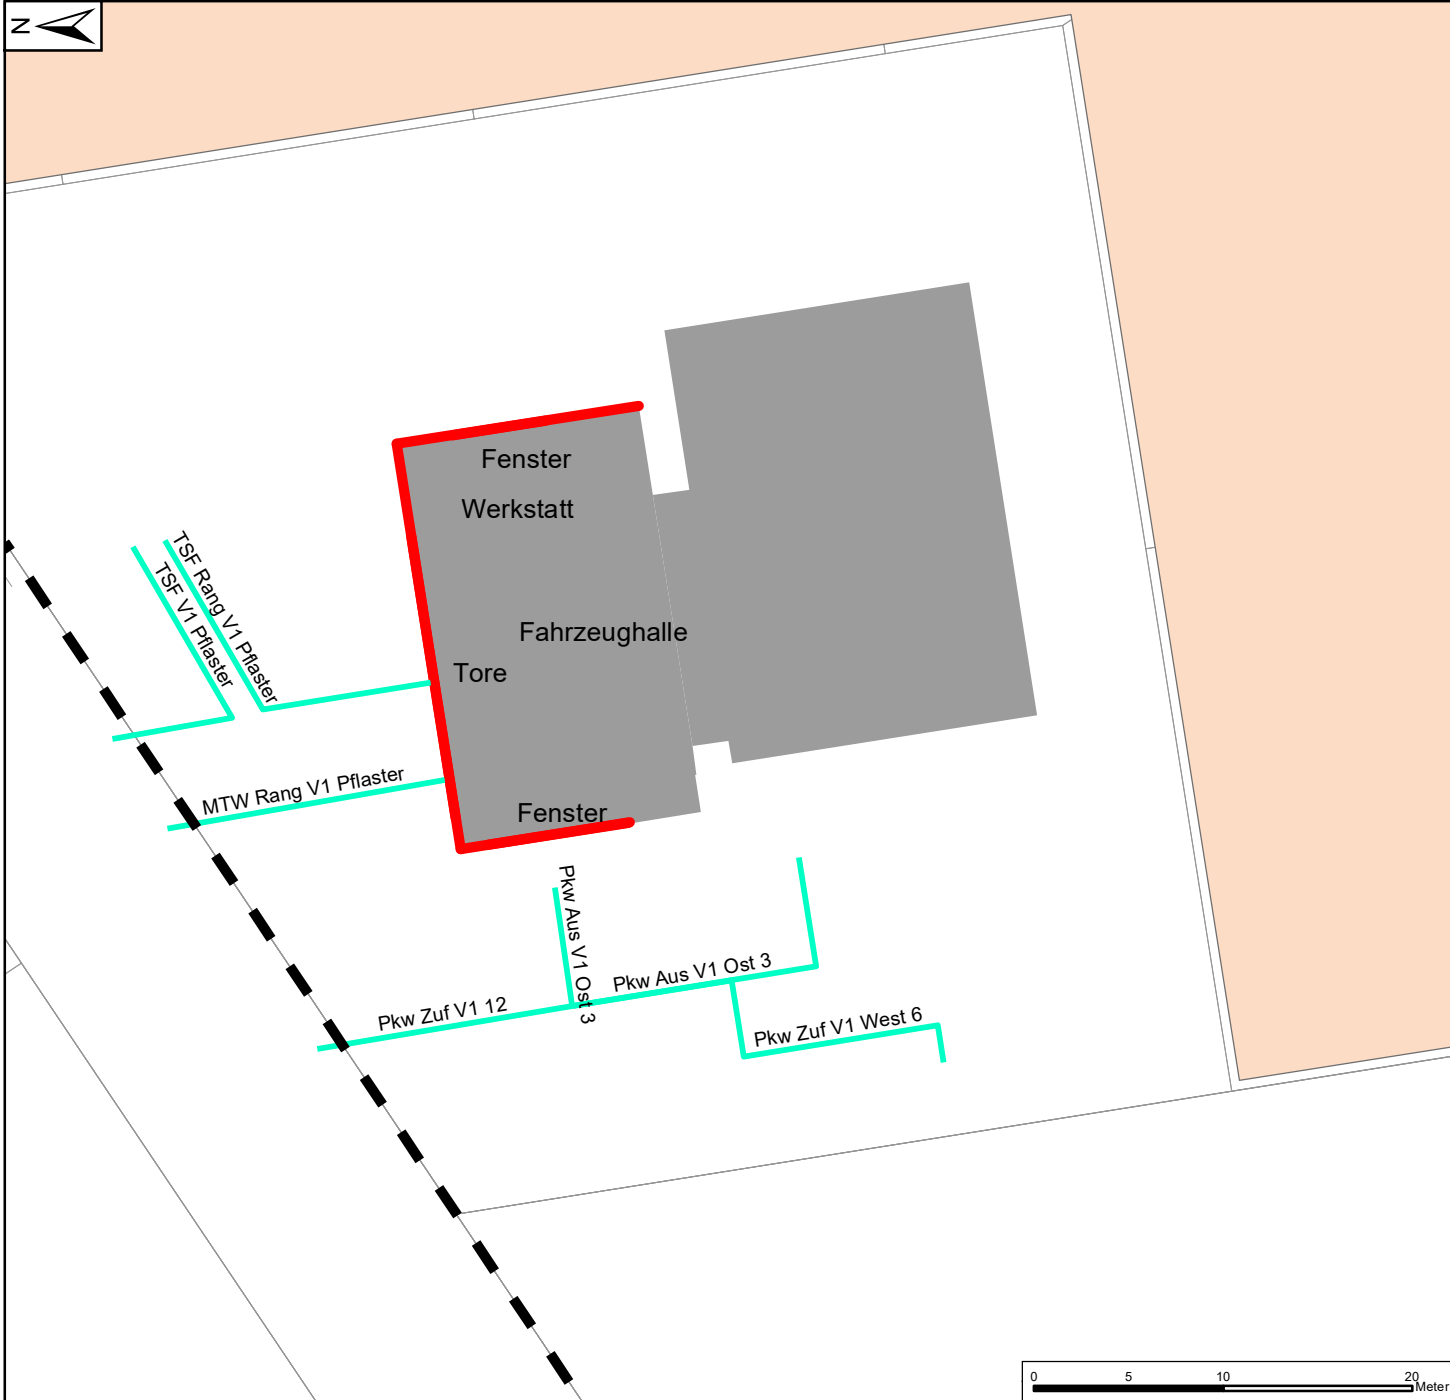 N
Fenster
Werkstatt
TSF Rang V1 Pflaster
TSF V1 Pflaster
Fahrzeughalle
Tore
MTW Rang V1 Pflaster
Fenster
Pkw Aus V1 Ost 3
Pkw Aus V1 Ost 3
Pkw Zuf V1 12
Pkw Zuf V1 West 6
0 5 10 20
Meter